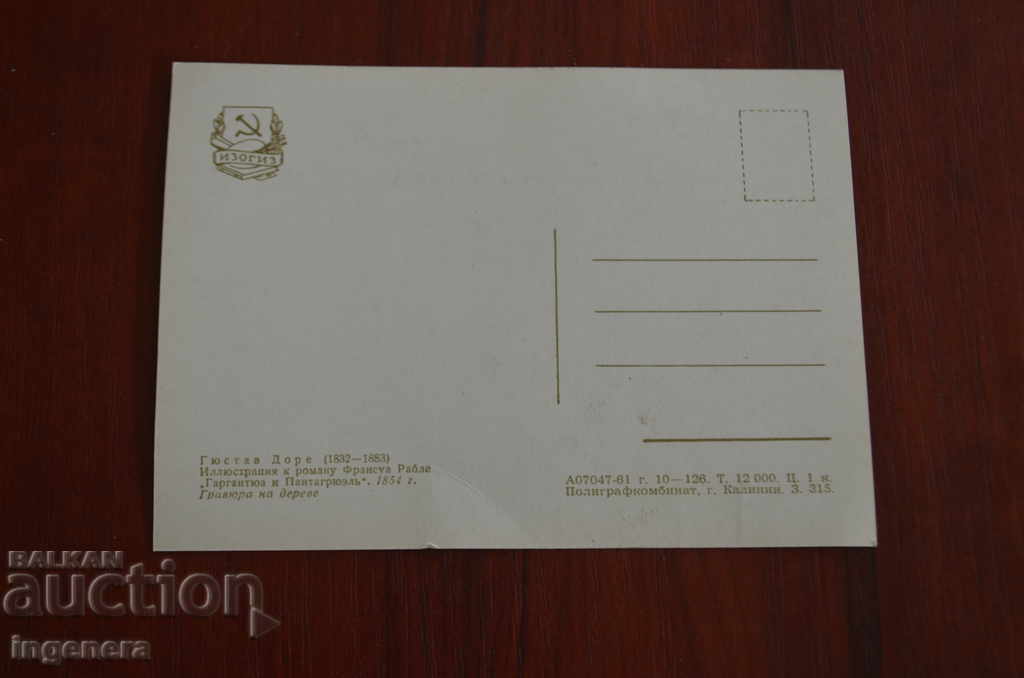 ИЗОГИЗ
Гюстав Доре (1832—1883)
Иллюстрация к роману Франсуа Рабле
„Гаргантюа и Пантагрюэль“. 1854 г.
Гравюра на дереве
А07047-61 г. 10—126. Т. 12 000. Ц. 1 к.
Полиграфкомбинат, г. Калинин. З. 315.
BALKAN
auction
ingenera